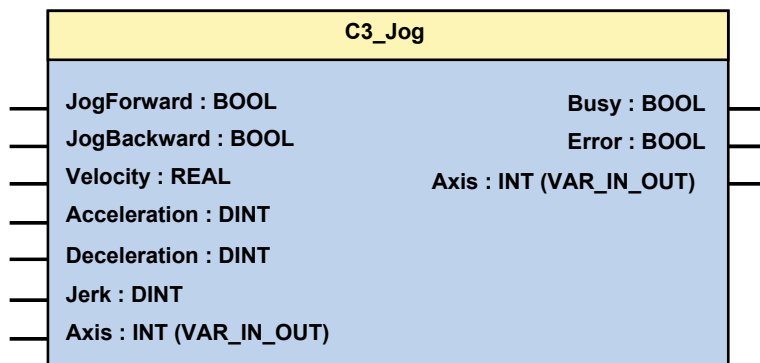 C3_Jog
JogForward : BOOL
Busy : BOOL
JogBackward : BOOL
Error : BOOL
Velocity : REAL
Axis : INT (VAR_IN_OUT)
Acceleration : DINT
Deceleration : DINT
Jerk : DINT
Axis : INT (VAR_IN_OUT)